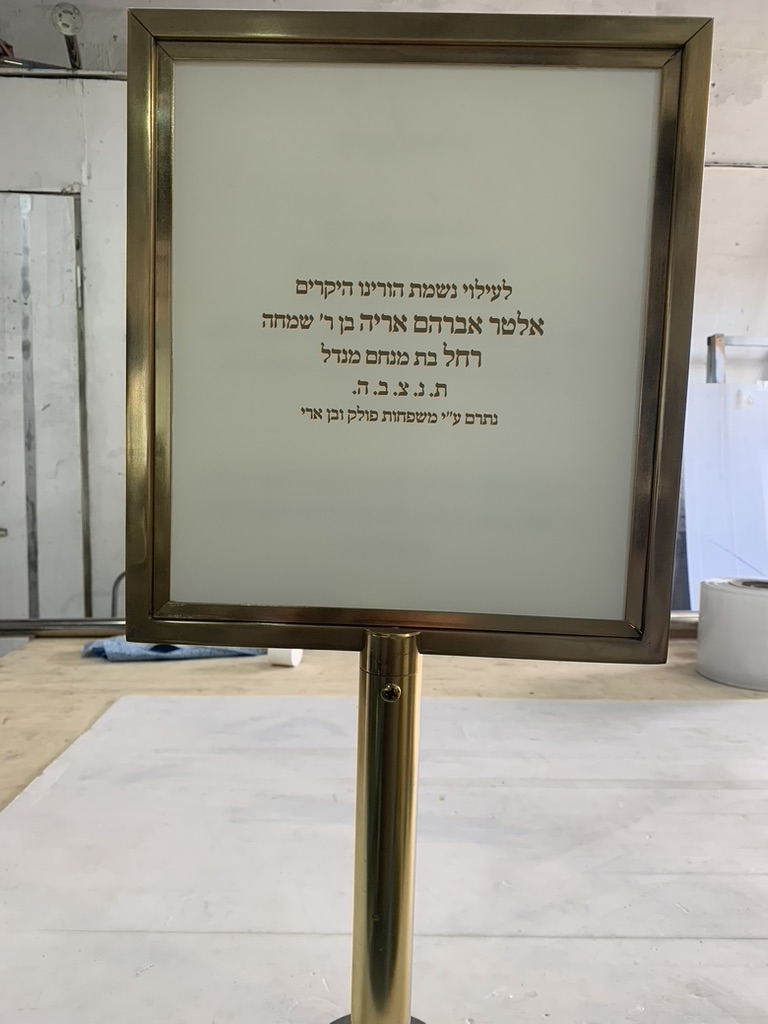 לעילוי נשמת הורינו היקרים
אלטר אברהם אריה בן ר' שמחה
רחל בת מנחם מנדל
ת. נ. צ. ב. ה.
נתרם ע"י משפחות פולק ובן ארי